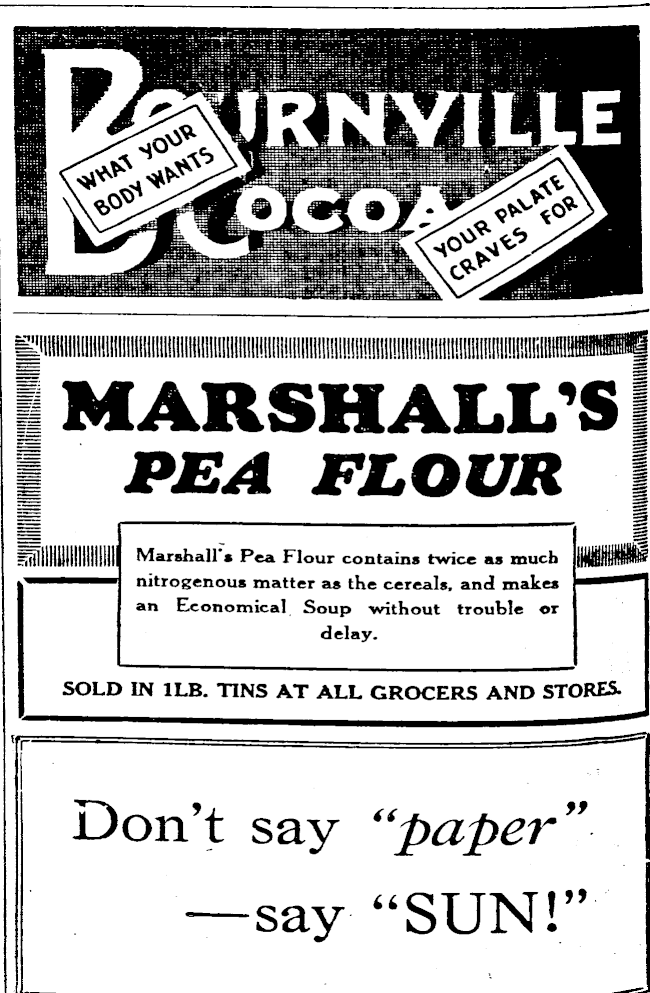 BOURNVILLE
COCOA
WHAT YOUR
BODY WANTS
YOUR PALATE
CRAVES FOR
MARSHALL'S
PEA FLOUR
Marshall's Pea Flour contains twice as much
nitrogenous matter as the cereals, and makes
an Economical Soup without trouble or
delay.
SOLD IN 1LB. TINS AT ALL GROCERS AND STORES.
Don't say "paper"
—say "SUN!"